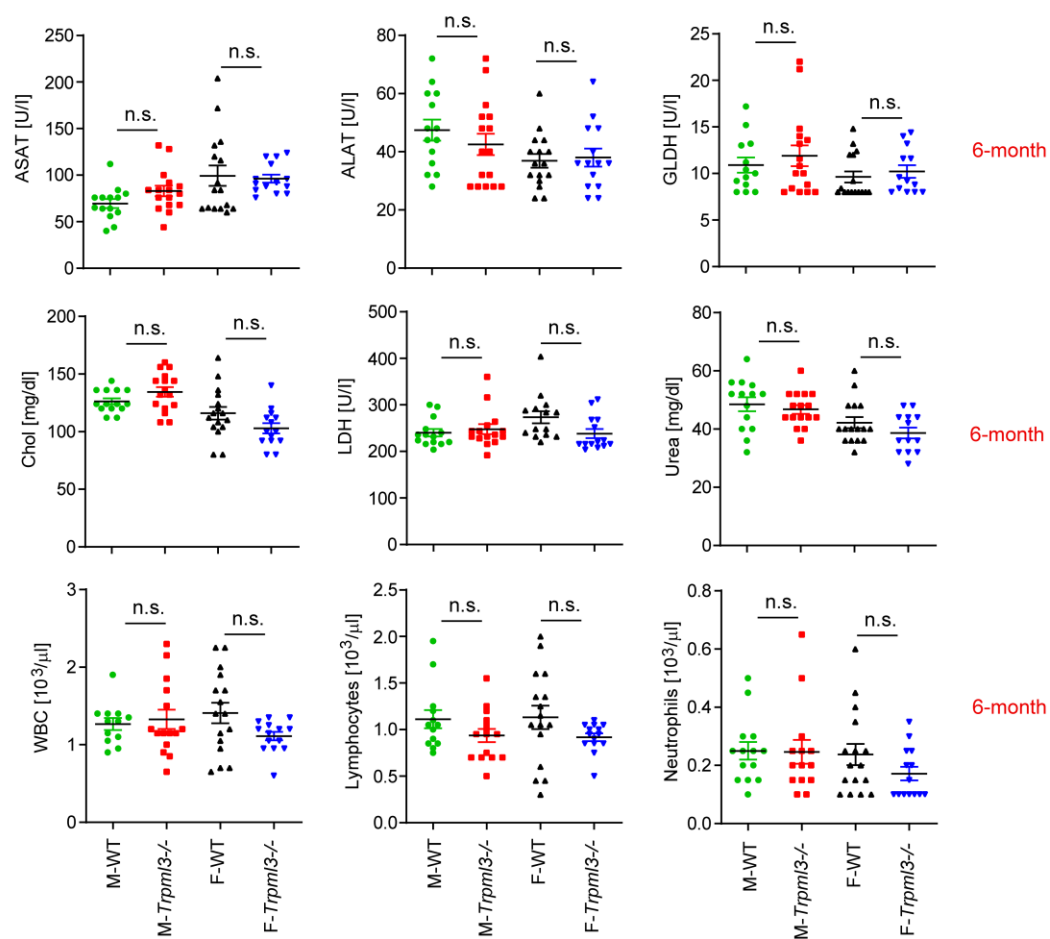 ASAT [U/l]
250
200
150
100
50
0
n.s.
n.s.
ALAT [U/l]
80
60
40
20
0
n.s.
n.s.
GLDH [U/l]
25
20
15
10
5
0
n.s.
n.s.
6-month
Chol [mg/dl]
200
150
100
50
0
n.s.
n.s.
LDH [U/l]
500
400
300
200
100
0
n.s.
n.s.
Urea [mg/dl]
80
60
40
20
0
n.s.
n.s.
6-month
WBC [10³/µl]
3
2
1
0
n.s.
n.s.
M-WT
M-Trpml3-/-
F-WT
F-Trpml3-/-
Lymphocytes [10³/µl]
2.5
2.0
1.5
1.0
0.5
0.0
n.s.
n.s.
M-WT
M-Trpml3-/-
F-WT
F-Trpml3-/-
Neutrophils [10³/µl]
0.8
0.6
0.4
0.2
0.0
n.s.
n.s.
M-WT
M-Trpml3-/-
F-WT
F-Trpml3-/-
6-month